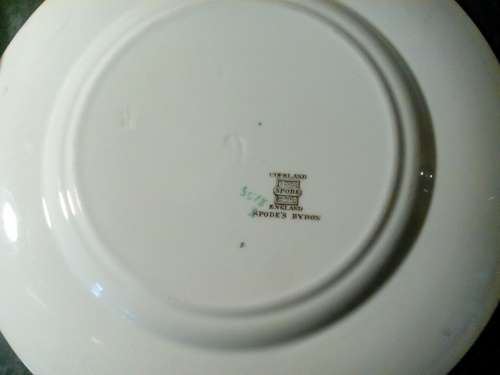 COPELAND
SPODE
ENGLAND
SPODE'S BYRON